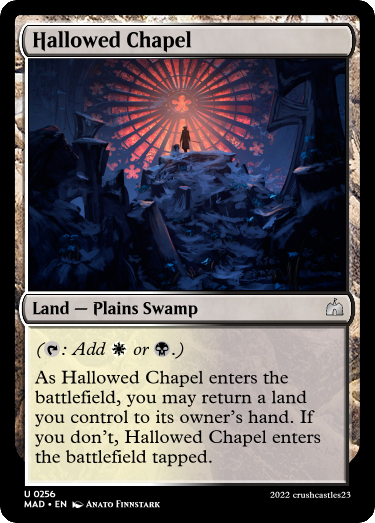 Hallowed Chapel
Land — Plains Swamp
(: Add  or .)
As Hallowed Chapel enters the
battlefield, you may return a land
you control to its owner's hand. If
you don't, Hallowed Chapel enters
the battlefield tapped.
U 0256
MAD • EN Anato Finnstark
2022 crushcastles23